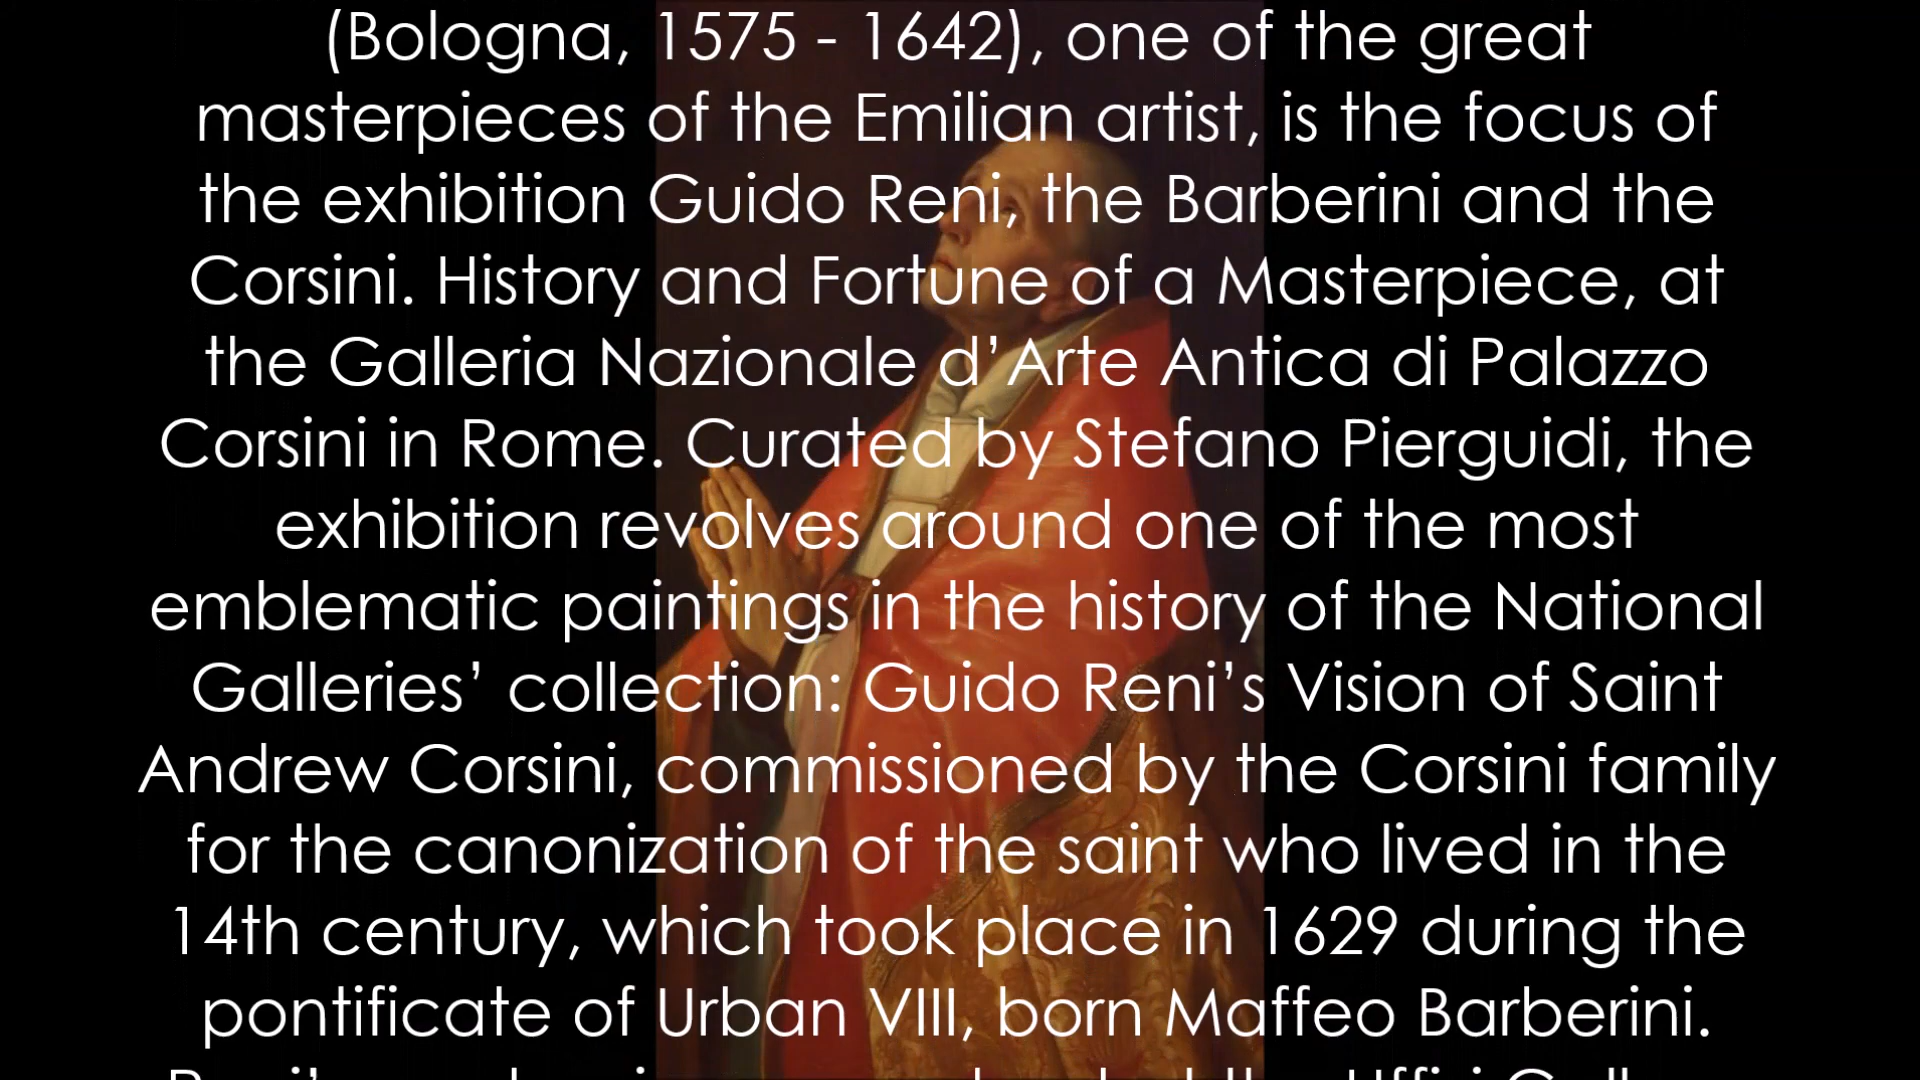 (Bologna, 1575 - 1642), one of the great
masterpieces of the Emilian artist, is the focus of
the exhibition Guido Reni, the Barberini and the
Corsini. History and Fortune of a Masterpiece, at
the Galleria Nazionale d’Arte Antica di Palazzo
Corsini in Rome. Curated by Stefano Pierguidi, the
exhibition revolves around one of the most
emblematic paintings in the history of the National
Galleries’ collection: Guido Reni’s Vision of Saint
Andrew Corsini, commissioned by the Corsini family
for the canonization of the saint who lived in the
14th century, which took place in 1629 during the
pontificate of Urban VIII, born Maffeo Barberini.